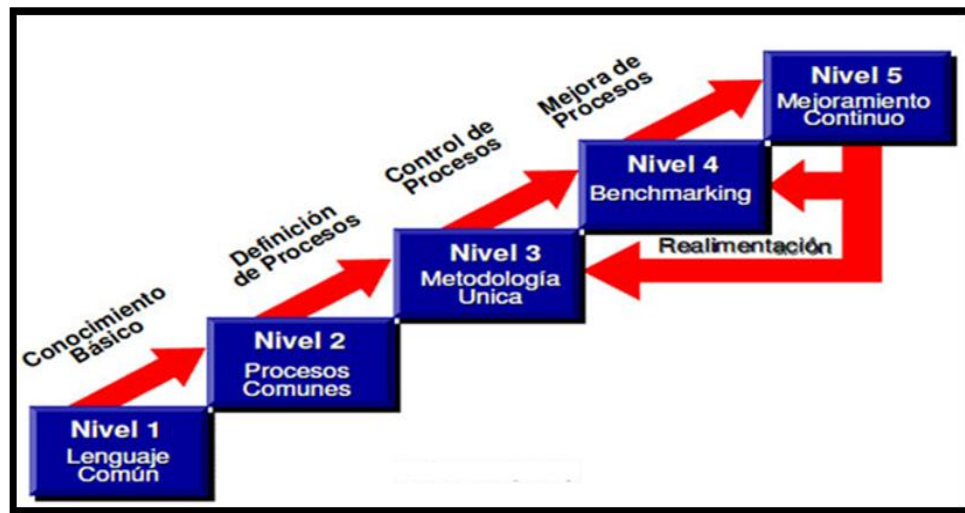 Nivel 5
Mejoramiento
Continuo
Mejora de
Procesos
Nivel 4
Benchmarking
Control de
Procesos
Realimentación
Nivel 3
Metodología
Unica
Definición
de Procesos
Nivel 2
Procesos
Comunes
Conocimiento
Básico
Nivel 1
Lenguaje
Común